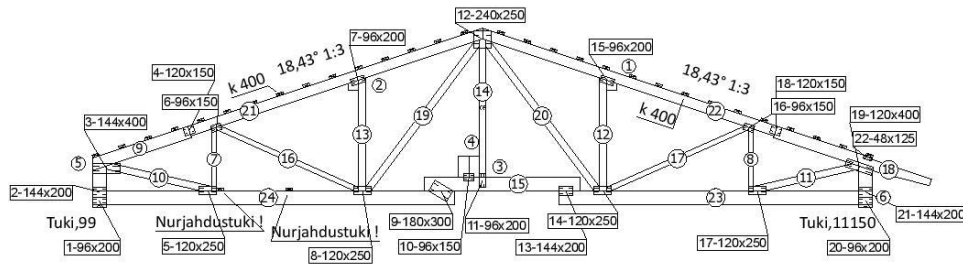 12-240x250
7-96x200
18,43° 1:3
k 400
15-96x200
①
18,43° 1:3
4-120x150
②
18-120x150
6-96x150
21
14
k 400
22
16-96x150
3-144x400
19
20
19-120x400
9
13
12
22-48x125
⑤
④
7
16
17
8
③
18
10
11
15
2-144x200
24
23
⑥
21-144x200
Tuki,99
Nurjahdustuki !
Nurjahdustuki !
9-180x300
11-96x200
14-120x250
Tuki,11150
1-96x200
5-120x250
8-120x250
10-96x150
13-144x200
17-120x250
20-96x200